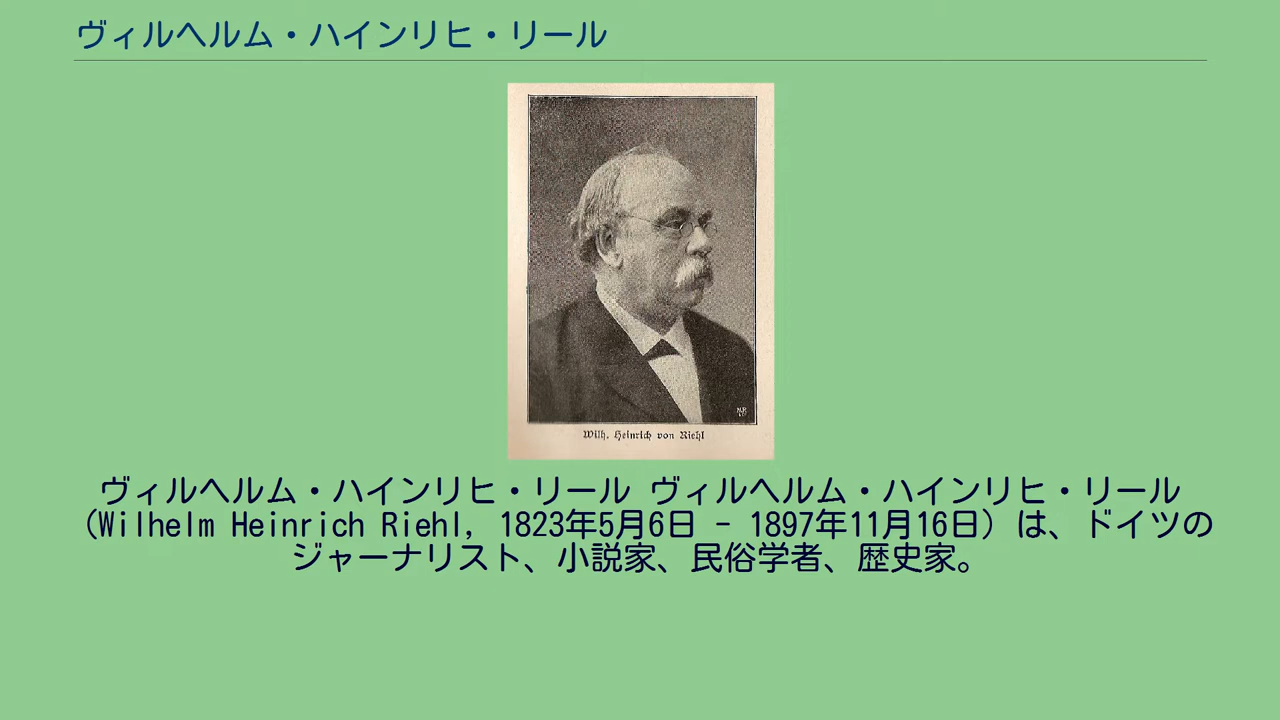 ヴィルヘルム・ハインリヒ・リール
Wilh. Heinrich von Riehl
ヴィルヘルム・ハインリヒ・リール ヴィルヘルム・ハインリヒ・リール
(Wilhelm Heinrich Riehl, 1823年5月6日 - 1897年11月16日) は、ドイツの
ジャーナリスト、小説家、民俗学者、歴史家。